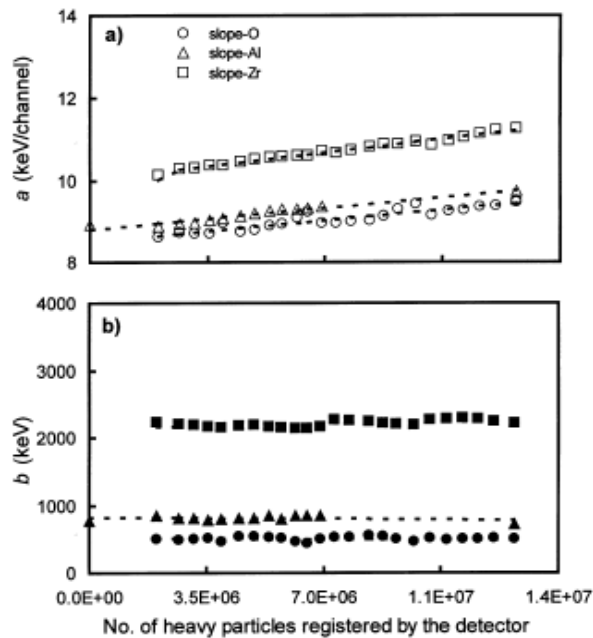 a)
slope-O
slope-Al
slope-Zr
14
12
10
8
a (keV/channel)
b)
4000
3000
2000
1000
0
b (keV)
0.0E+00 3.5E+06 7.0E+06 1.1E+07 1.4E+07
No. of heavy particles registered by the detector